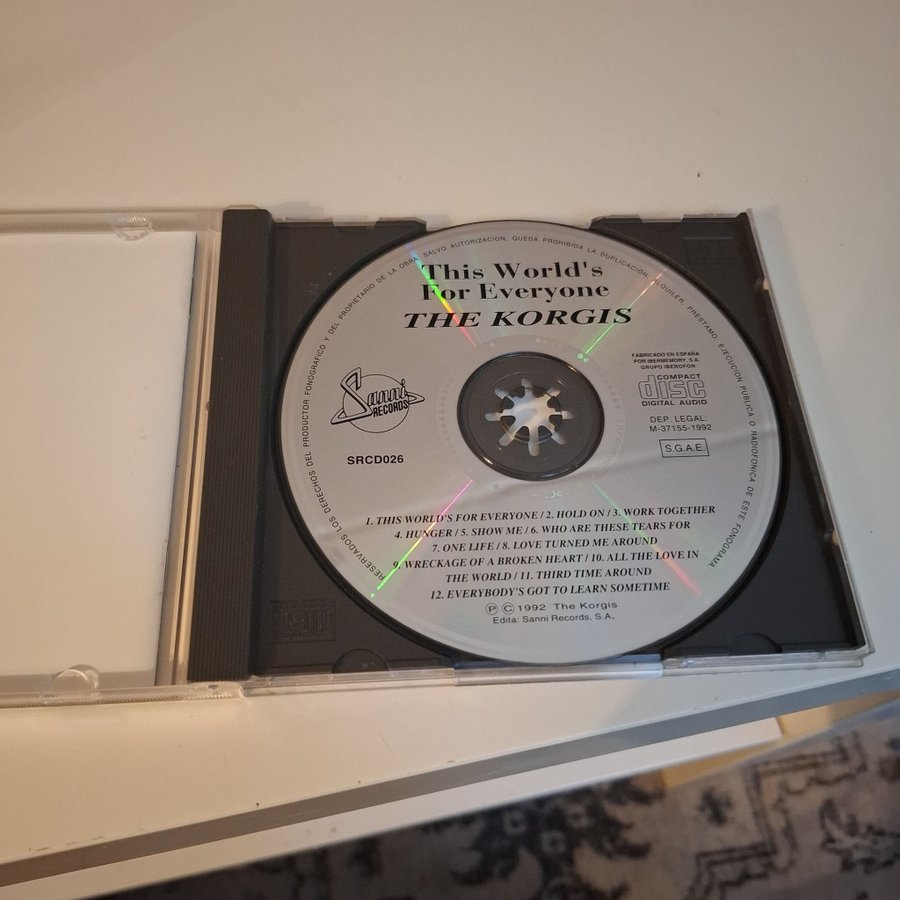 RESERVADOS LOS DERECHOS DEL PRODUCTOR FONOGRAFICO Y DEL PROPIETARIO DE LA OBRA. SALVO AUTORIZACION, QUEDA PROHIBIDA LA DUPLICACION, ALQUILER, PRESTAMO, EJECUCION PUBLICA O RADIOFONICA DE ESTE FONOGRAMA
This World's
For Everyone
THE KORGIS
Sanni
RECORDS
SRCD026
FABRICADO EN ESPAÑA
POR IBERMEMORY, S.A.
GRUPO IBEROFON
COMPACT
disc
DIGITAL AUDIO
DEP. LEGAL:
M-37155-1992
S.G.A.E.
1. THIS WORLD'S FOR EVERYONE / 2. HOLD ON / 3. WORK TOGETHER
4. HUNGER / 5. SHOW ME / 6. WHO ARE THESE TEARS FOR
7. ONE LIFE / 8. LOVE TURNED ME AROUND
9. WRECKAGE OF A BROKEN HEART / 10. ALL THE LOVE IN
THE WORLD / 11. THIRD TIME AROUND
12. EVERYBODY'S GOT TO LEARN SOMETIME
Ⓟ Ⓒ 1992 The Korgis
Edita: Sanni Records, S.A.